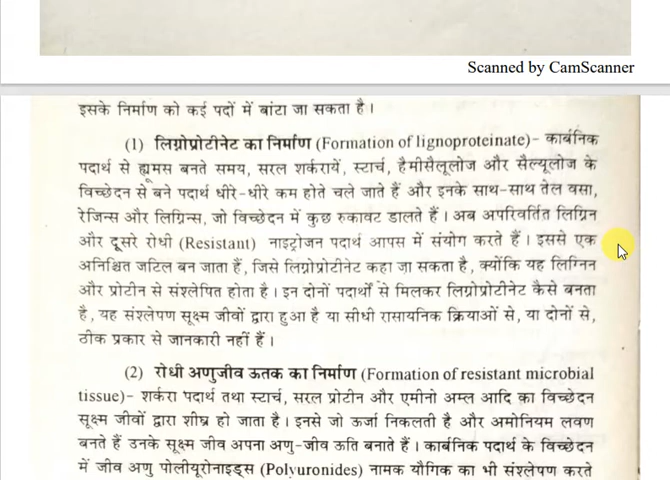 Scanned by CamScanner
इसके निर्माण को कई पदों में बांटा जा सकता है।
(1) लिग्नोप्रोटीनेट का निर्माण (Formation of lignoproteinate)– कार्बनिक
पदार्थ से ह्यूमस बनते समय, सरल शर्करायें, स्टार्च, हैमीसैलूलोज और सैल्यूलोज के
विच्छेदन से बने पदार्थ धीरे-धीरे कम होते चले जाते हैं और इनके साथ-साथ तेल वसा,
रेजिन्स और लिग्निन्स, जो विच्छेदन में कुछ रुकावट डालते हैं। अब अपरिवर्तित लिग्निन
और दूसरे रोधी (Resistant) नाइट्रोजन पदार्थ आपस में संयोग करते हैं। इससे एक
अनिश्चित जटिल बन जाता है, जिसे लिग्नोप्रोटीनेट कहा जा सकता है, क्योंकि यह लिग्निन
और प्रोटीन से संश्लेपित होता है। इन दोनों पदार्थों से मिलकर लिग्नोप्रोटीनेट कैसे बनता
है, यह संश्लेपण सूक्ष्म जीवों द्वारा हुआ है या सीधी रासायनिक क्रियाओं से, या दोनों से,
ठीक प्रकार से जानकारी नहीं हैं।
(2) रोधी अणुजीव ऊतक का निर्माण (Formation of resistant microbial
tissue)– शर्करा पदार्थ तथा स्टार्च, सरल प्रोटीन और एमीनो अम्ल आदि का विच्छेदन
सूक्ष्म जीवों द्वारा शीघ्र हो जाता है। इनसे जो ऊर्जा निकलती है और अमोनियम लवण
बनते हैं उनके सूक्ष्म जीव अपना अणु-जीव ऊति बनाते हैं। कार्बनिक पदार्थ के विच्छेदन
में जीव अणु पोलीयूरोनाइड्स (Polyuronides) नामक यौगिक का भी संश्लेपण करते